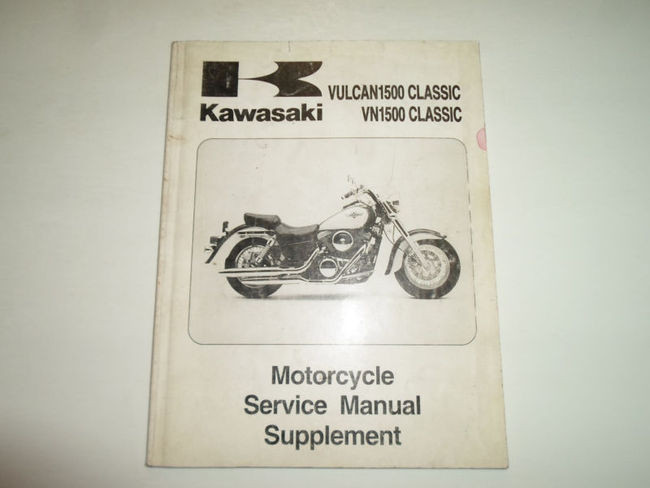 VULCAN1500 CLASSIC
Kawasaki
VN1500 CLASSIC
Motorcycle
Service Manual
Supplement